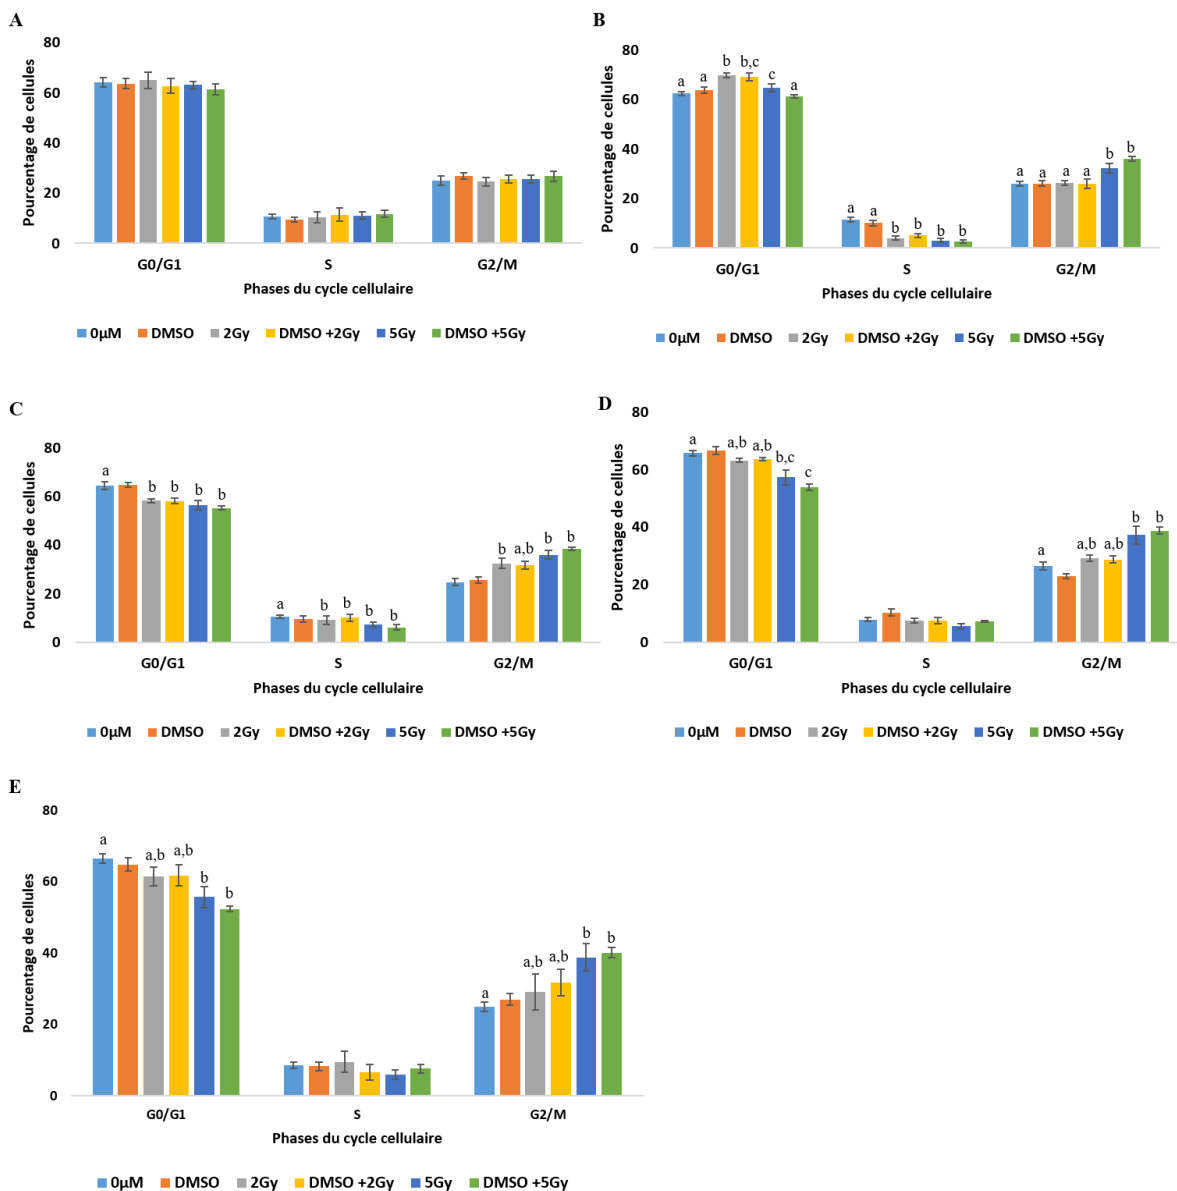 A
Pourcentage de cellules
80
60
40
20
0
G0/G1 S G2/M
Phases du cycle cellulaire
0µM DMSO 2Gy DMSO +2Gy 5Gy DMSO +5Gy
B
Pourcentage de cellules
80
60
40
20
0
a a b b,c c a
a a b b b b
a a a a b b
G0/G1 S G2/M
Phases du cycle cellulaire
0µM DMSO 2Gy DMSO +2Gy 5Gy DMSO +5Gy
C
Pourcentage de cellules
80
60
40
20
0
a b b b b
a b b b b
b a,b b b
G0/G1 S G2/M
Phases du cycle cellulaire
0µM DMSO 2Gy DMSO +2Gy 5Gy DMSO +5Gy
D
Pourcentage de cellules
80
60
40
20
0
a a,b a,b b,c c
a a,b a,b b b
G0/G1 S G2/M
Phases du cycle cellulaire
0µM DMSO 2Gy DMSO +2Gy 5Gy DMSO +5Gy
E
Pourcentage de cellules
80
60
40
20
0
a a,b a,b b b
a a,b a,b b b
G0/G1 S G2/M
Phases du cycle cellulaire
0µM DMSO 2Gy DMSO +2Gy 5Gy DMSO +5Gy